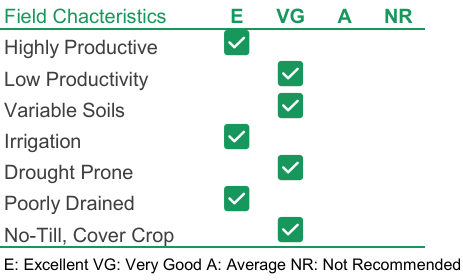 Field Chacteristics E VG A NR
Highly Productive
Low Productivity
Variable Soils
Irrigation
Drought Prone
Poorly Drained
No-Till, Cover Crop
E: Excellent VG: Very Good A: Average NR: Not Recommended